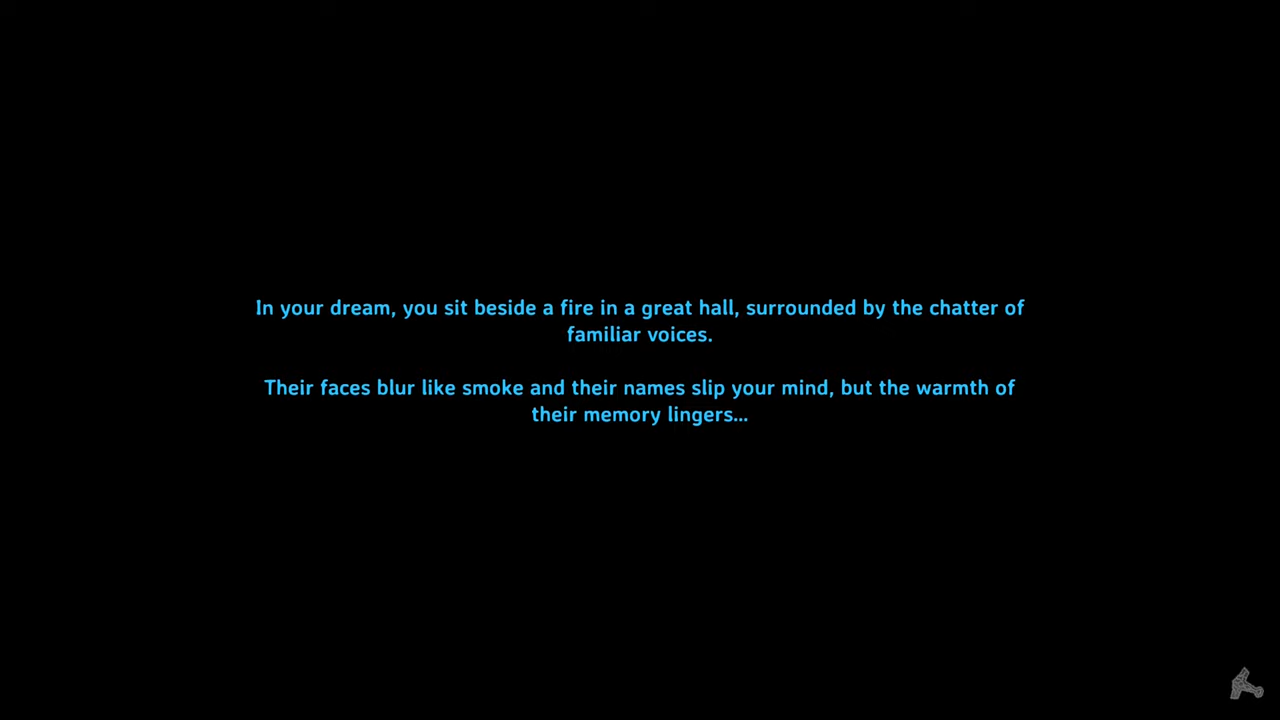 In your dream, you sit beside a fire in a great hall, surrounded by the chatter of
familiar voices.
Their faces blur like smoke and their names slip your mind, but the warmth of
their memory lingers...